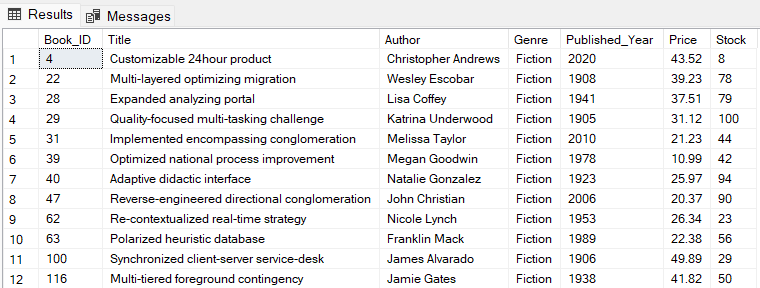 Results Messages
Book_ID Title Author Genre Published_Year Price Stock
1 4 Customizable 24hour product Christopher Andrews Fiction 2020 43.52 8
2 22 Multi-layered optimizing migration Wesley Escobar Fiction 1908 39.23 78
3 28 Expanded analyzing portal Lisa Coffey Fiction 1941 37.51 79
4 29 Quality-focused multi-tasking challenge Katrina Underwood Fiction 1905 31.12 100
5 31 Implemented encompassing conglomeration Melissa Taylor Fiction 2010 21.23 44
6 39 Optimized national process improvement Megan Goodwin Fiction 1978 10.99 42
7 40 Adaptive didactic interface Natalie Gonzalez Fiction 1923 25.97 94
8 47 Reverse-engineered directional conglomeration John Christian Fiction 2006 20.37 90
9 62 Re-contextualized real-time strategy Nicole Lynch Fiction 1953 26.34 23
10 63 Polarized heuristic database Franklin Mack Fiction 1989 22.38 56
11 100 Synchronized client-server service-desk James Alvarado Fiction 1906 49.89 29
12 116 Multi-tiered foreground contingency Jamie Gates Fiction 1938 41.82 50